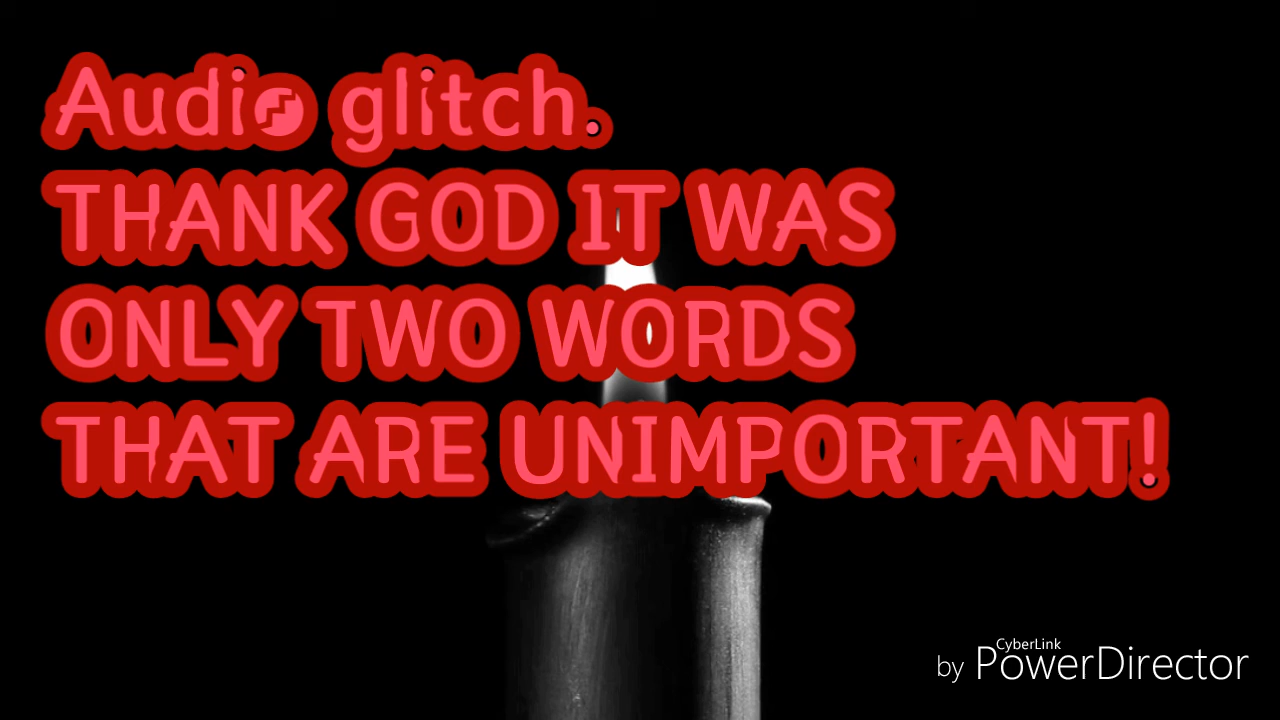 Audio glitch.
THANK GOD IT WAS
ONLY TWO WORDS
THAT ARE UNIMPORTANT!
by CyberLink PowerDirector